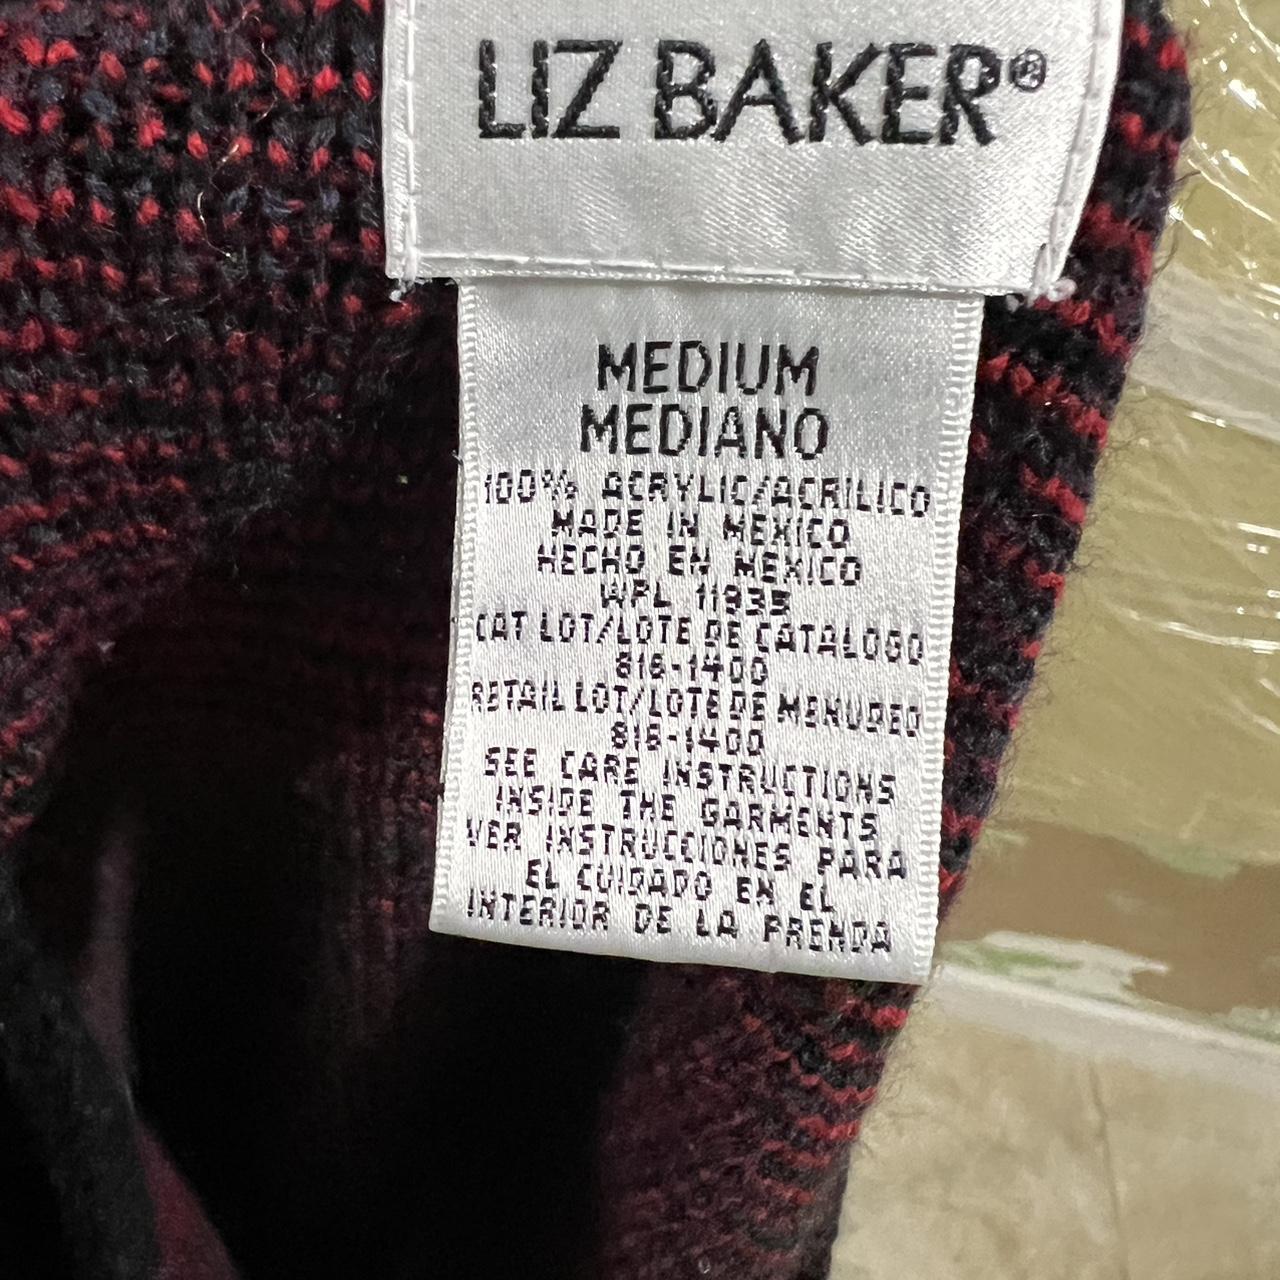 LIZ BAKER®
MEDIUM
MEDIANO
100% ACRYLIC/ACRILICO
MADE IN MEXICO
HECHO EN MEXICO
WPL 11935
CAT LOT/LOTE DE CATALOGO
816-1400
RETAIL LOT/LOTE DE MENUDEO
816-1400
SEE CARE INSTRUCTIONS
INSIDE THE GARMENTS
VER INSTRUCCIONES PARA
EL CUIDADO EN EL
INTERIOR DE LA PRENDA